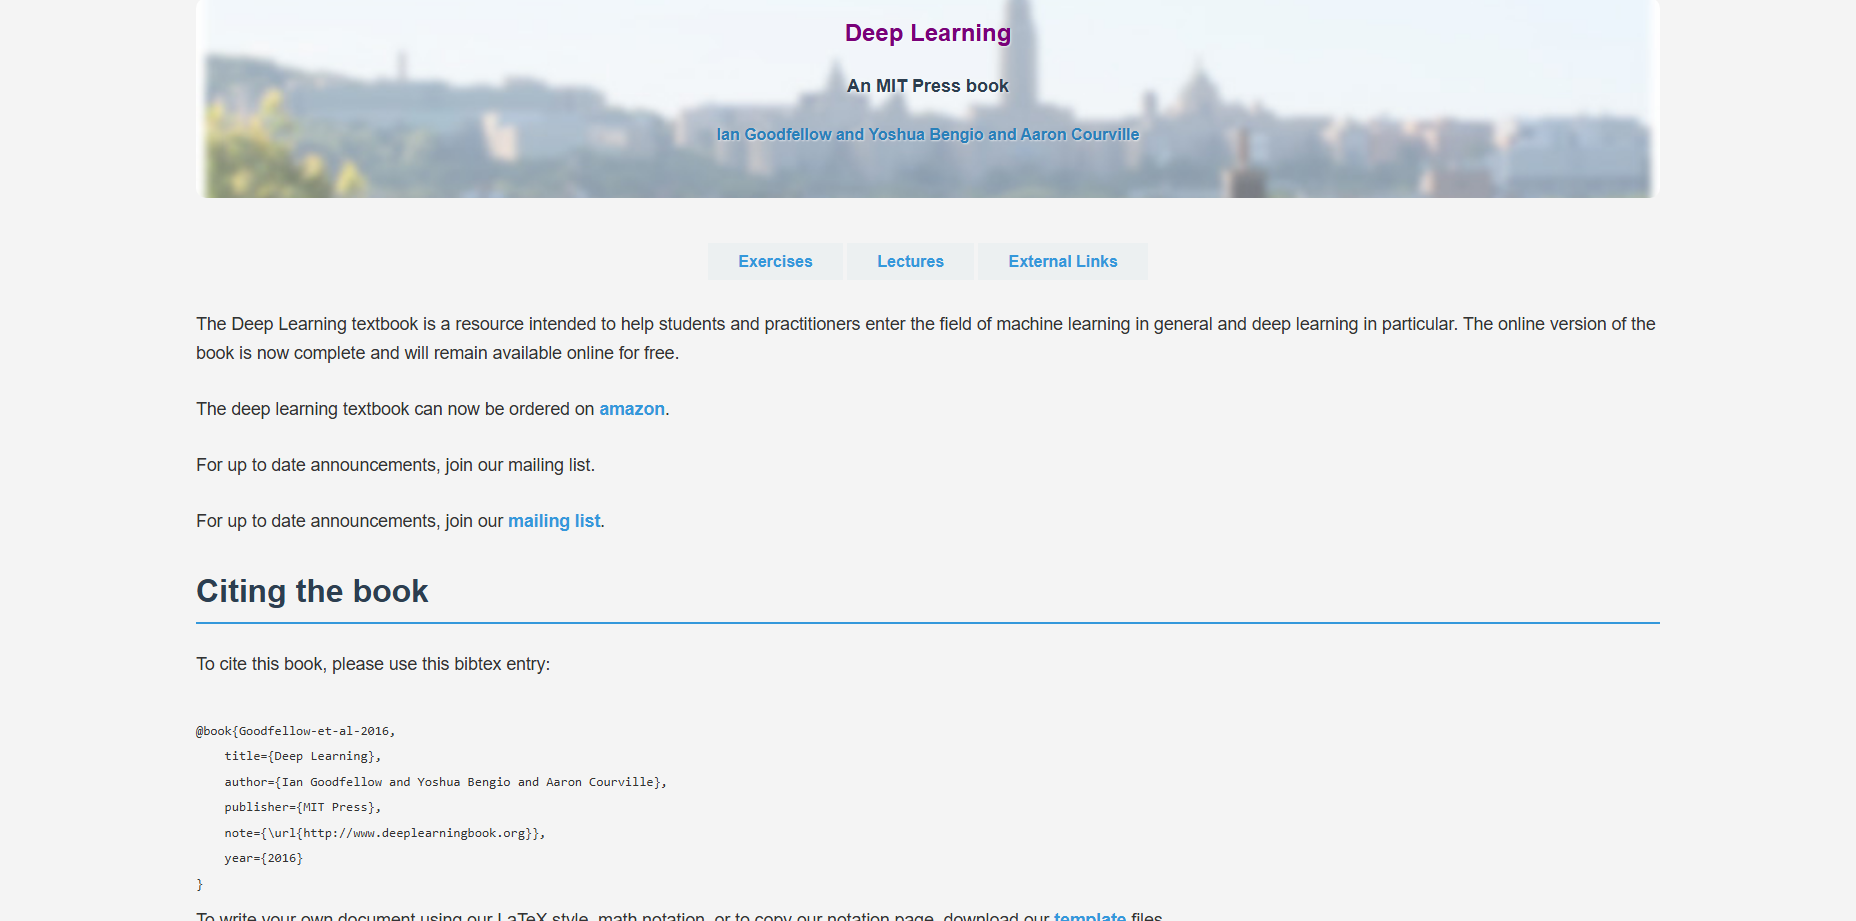 Deep Learning
An MIT Press book
Ian Goodfellow and Yoshua Bengio and Aaron Courville
Exercises Lectures External Links
The Deep Learning textbook is a resource intended to help students and practitioners enter the field of machine learning in general and deep learning in particular. The online version of the
book is now complete and will remain available online for free.
The deep learning textbook can now be ordered on amazon.
For up to date announcements, join our mailing list.
For up to date announcements, join our mailing list.
Citing the book
To cite this book, please use this bibtex entry:
@book{Goodfellow-et-al-2016,
    title={Deep Learning},
    author={Ian Goodfellow and Yoshua Bengio and Aaron Courville},
    publisher={MIT Press},
    note={\url{http://www.deeplearningbook.org}},
    year={2016}
}
To write your own document using our LaTeX style, math notation, or to copy our notation page, download our template files